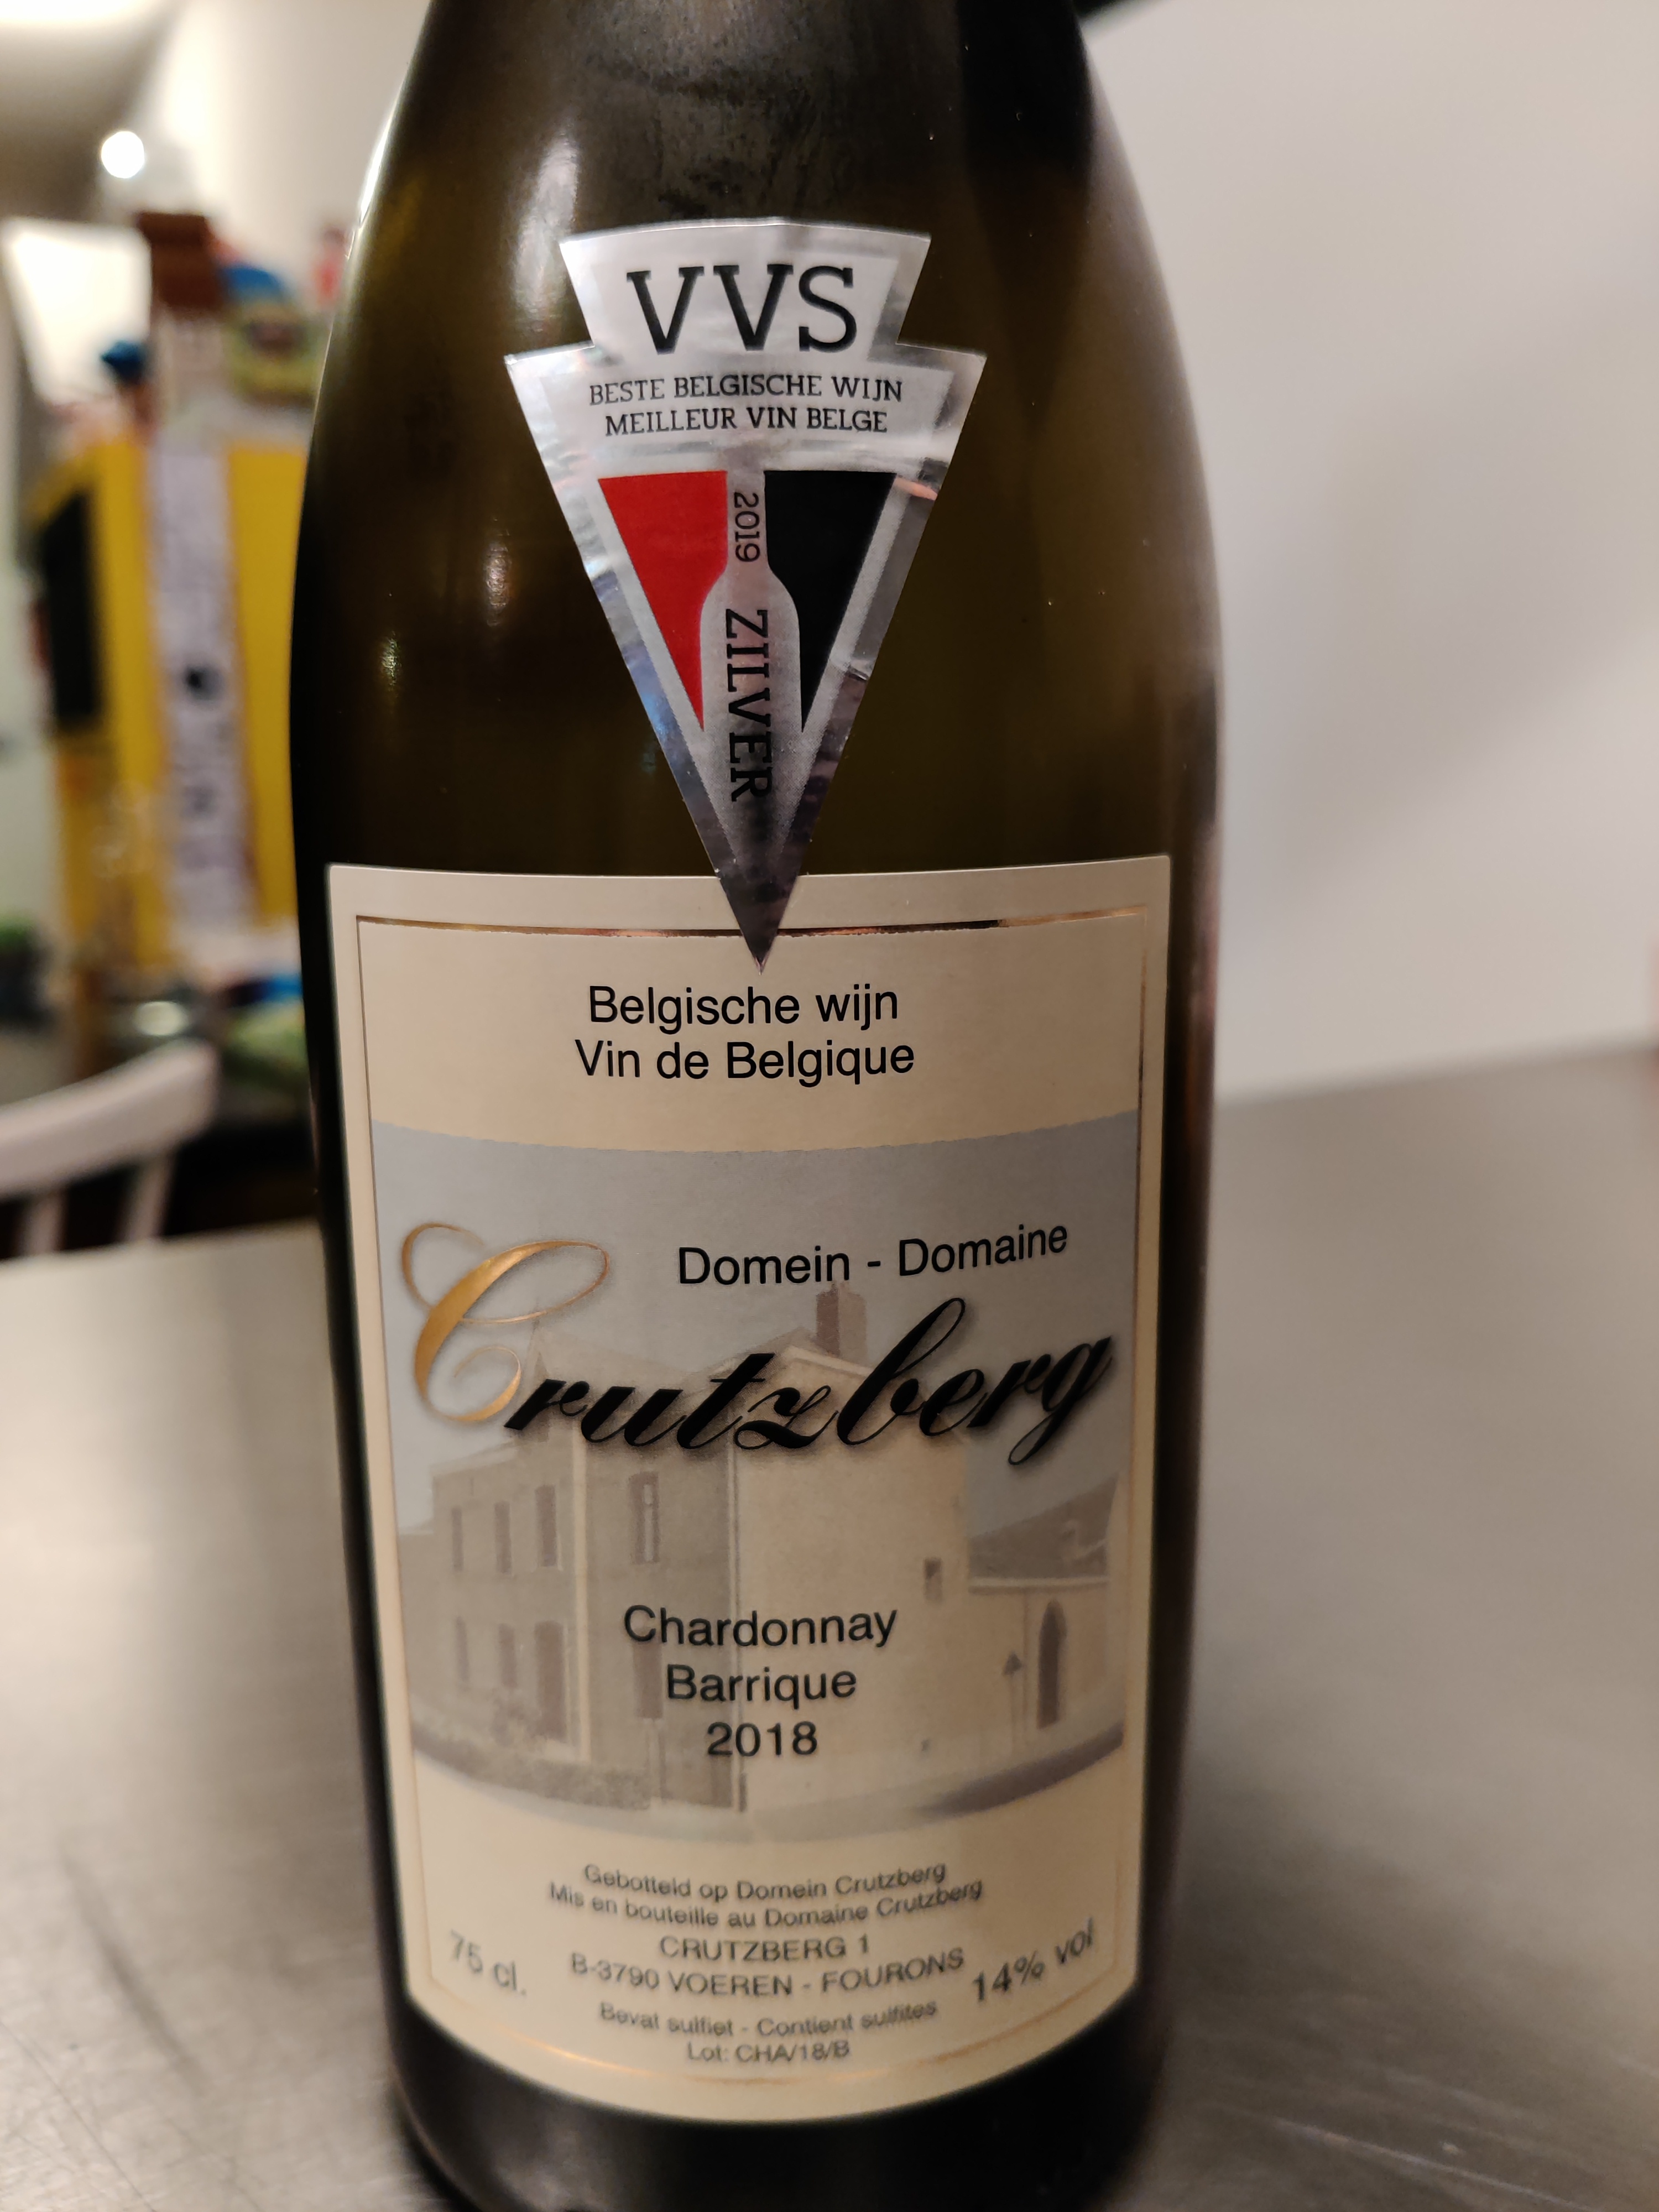 VVS
BESTE BELGISCHE WIJN
MEILLEUR VIN BELGE
2019 ZILVER
Belgische wijn
Vin de Belgique
Domein - Domaine
Crutzberg
Chardonnay
Barrique
2018
Gebotteld op Domein Crutzberg
Mis en bouteille au Domaine Crutzberg
CRUTZBERG 1
75 cl. B-3790 VOEREN - FOURONS 14% vol
Bevat sulfiet - Contient sulfites
Lot: CHA/18/B